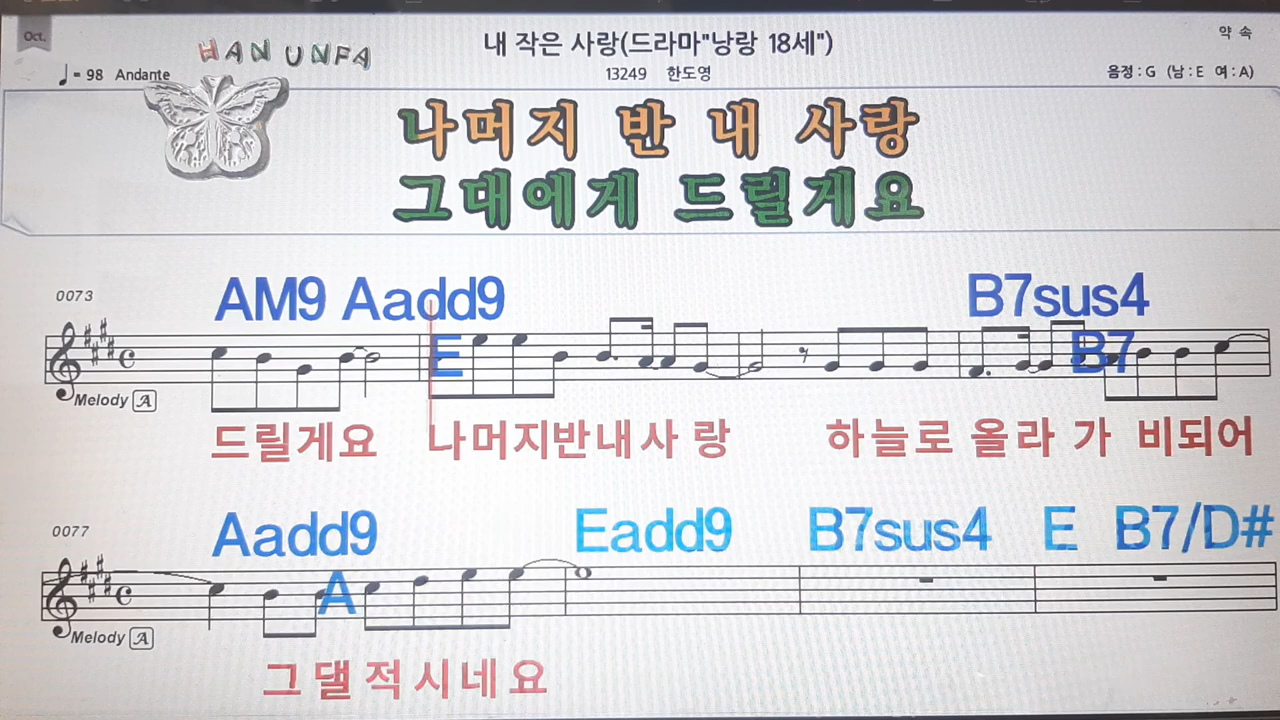 Oct.
HAN UNFA
내 작은 사랑(드라마"낭랑 18세")
약 속
♩= 98 Andante
13249 한도영
음정 : G (남 : E 여 : A)
나머지 반 내 사랑
그대에게 드릴게요
0073
AM9 Aadd9 B7sus4
E B7
Melody A
드릴게요 나머지반내사 랑 하늘로 올라 가 비되어
0077
Aadd9 Eadd9 B7sus4 E B7/D#
A
Melody A
그댈적시네요